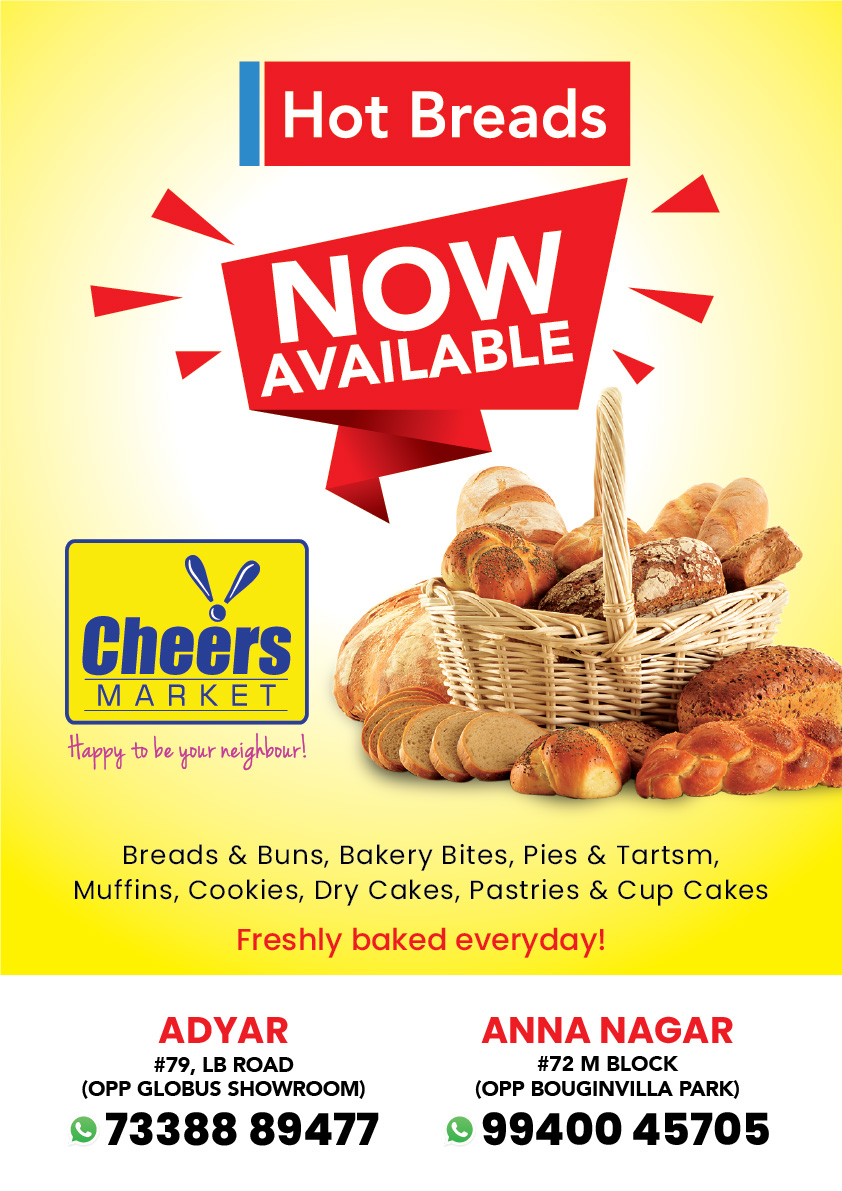 Hot Breads
NOW
AVAILABLE
Cheers
MARKET
Happy to be your neighbour!
Breads & Buns, Bakery Bites, Pies & Tartsm,
Muffins, Cookies, Dry Cakes, Pastries & Cup Cakes
Freshly baked everyday!
ADYAR
#79, LB ROAD
(OPP GLOBUS SHOWROOM)
73388 89477
ANNA NAGAR
#72 M BLOCK
(OPP BOUGINVILLA PARK)
99400 45705